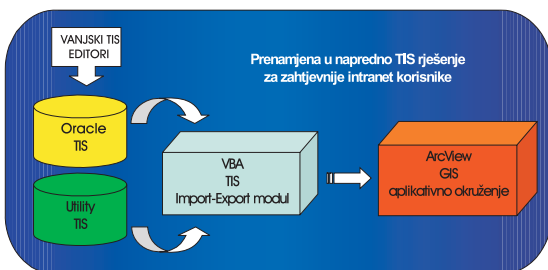 VANJSKI TIS
EDITORI
Prenamjena u napredno TIS rješenje
za zahtjevnije intranet korisnike
Oracle
TIS
Utility
TIS
VBA
TIS
Import-Export modul
ArcView
GIS
aplikativno okruženje